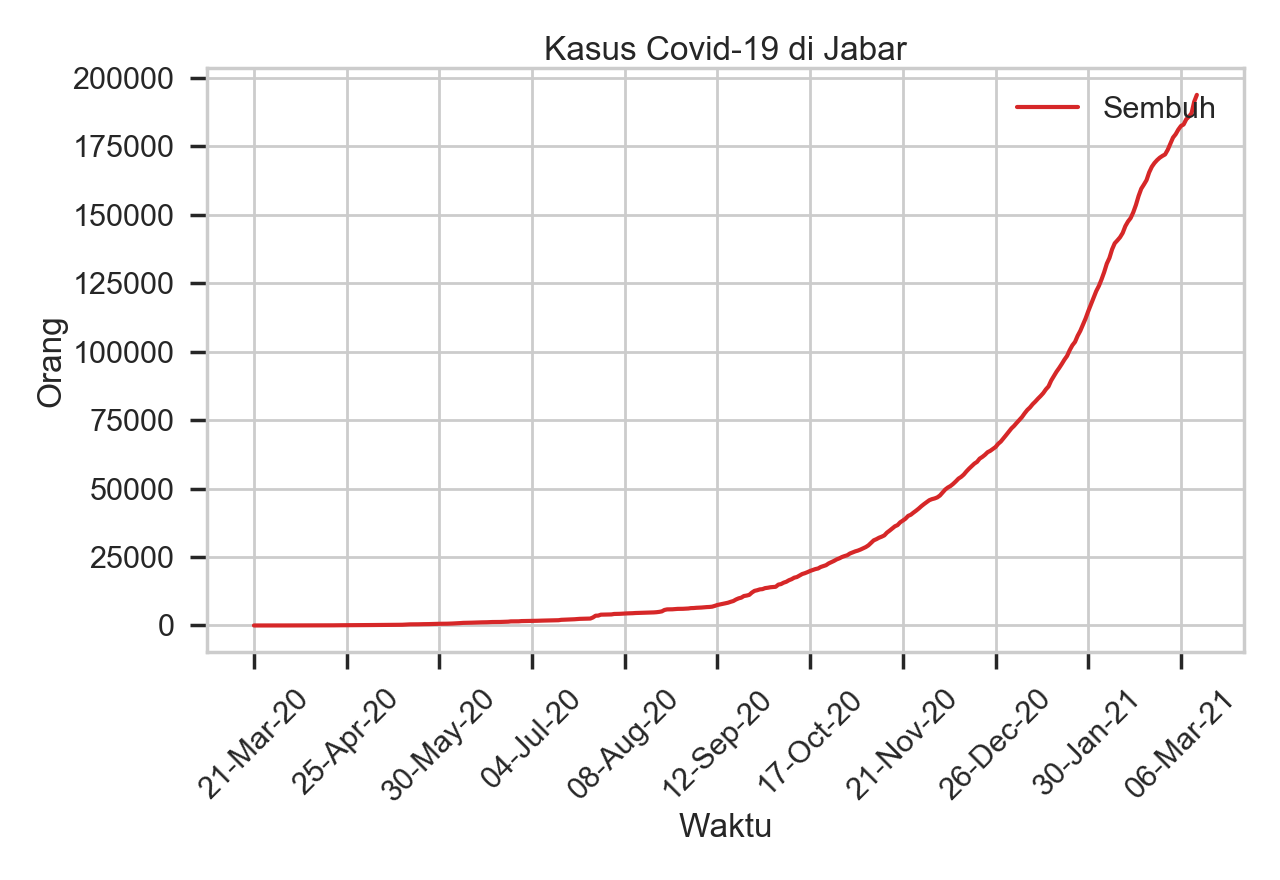 Kasus Covid-19 di Jabar
Sembuh
200000
175000
150000
125000
100000
75000
50000
25000
0
Orang
21-Mar-20
25-Apr-20
30-May-20
04-Jul-20
08-Aug-20
12-Sep-20
17-Oct-20
21-Nov-20
26-Dec-20
30-Jan-21
06-Mar-21
Waktu